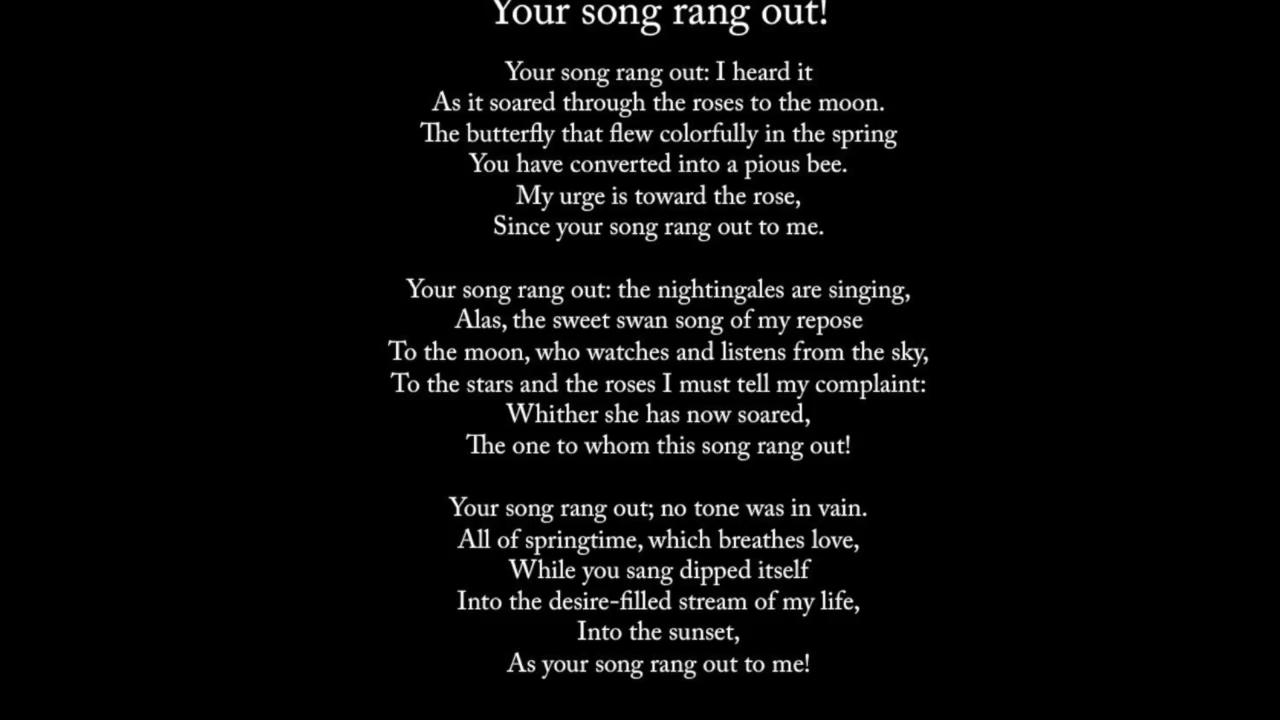 Your song rang out!
Your song rang out: I heard it
As it soared through the roses to the moon.
The butterfly that flew colorfully in the spring
You have converted into a pious bee.
My urge is toward the rose,
Since your song rang out to me.
Your song rang out: the nightingales are singing,
Alas, the sweet swan song of my repose
To the moon, who watches and listens from the sky,
To the stars and the roses I must tell my complaint:
Whither she has now soared,
The one to whom this song rang out!
Your song rang out; no tone was in vain.
All of springtime, which breathes love,
While you sang dipped itself
Into the desire-filled stream of my life,
Into the sunset,
As your song rang out to me!